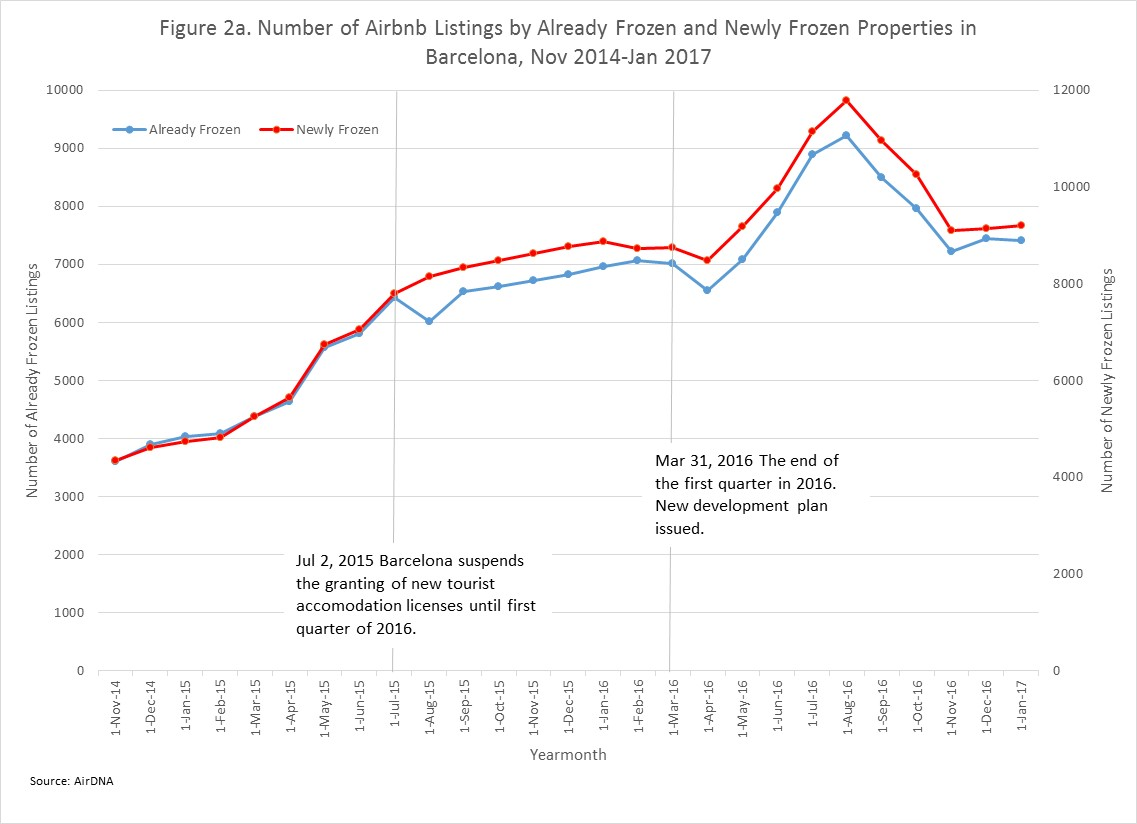 Figure 2a. Number of Airbnb Listings by Already Frozen and Newly Frozen Properties in
Barcelona, Nov 2014-Jan 2017
10000
9000
8000
7000
6000
5000
4000
3000
2000
1000
0
Number of Already Frozen Listings
Already Frozen
Newly Frozen
12000
10000
8000
6000
4000
2000
0
Number of Newly Frozen Listings
Mar 31, 2016 The end of
the first quarter in 2016.
New development plan
issued.
Jul 2, 2015 Barcelona suspends
the granting of new tourist
accomodation licenses until first
quarter of 2016.
1-Nov-14
1-Dec-14
1-Jan-15
1-Feb-15
1-Mar-15
1-Apr-15
1-May-15
1-Jun-15
1-Jul-15
1-Aug-15
1-Sep-15
1-Oct-15
1-Nov-15
1-Dec-15
1-Jan-16
1-Feb-16
1-Mar-16
1-Apr-16
1-May-16
1-Jun-16
1-Jul-16
1-Aug-16
1-Sep-16
1-Oct-16
1-Nov-16
1-Dec-16
1-Jan-17
Yearmonth
Source: AirDNA